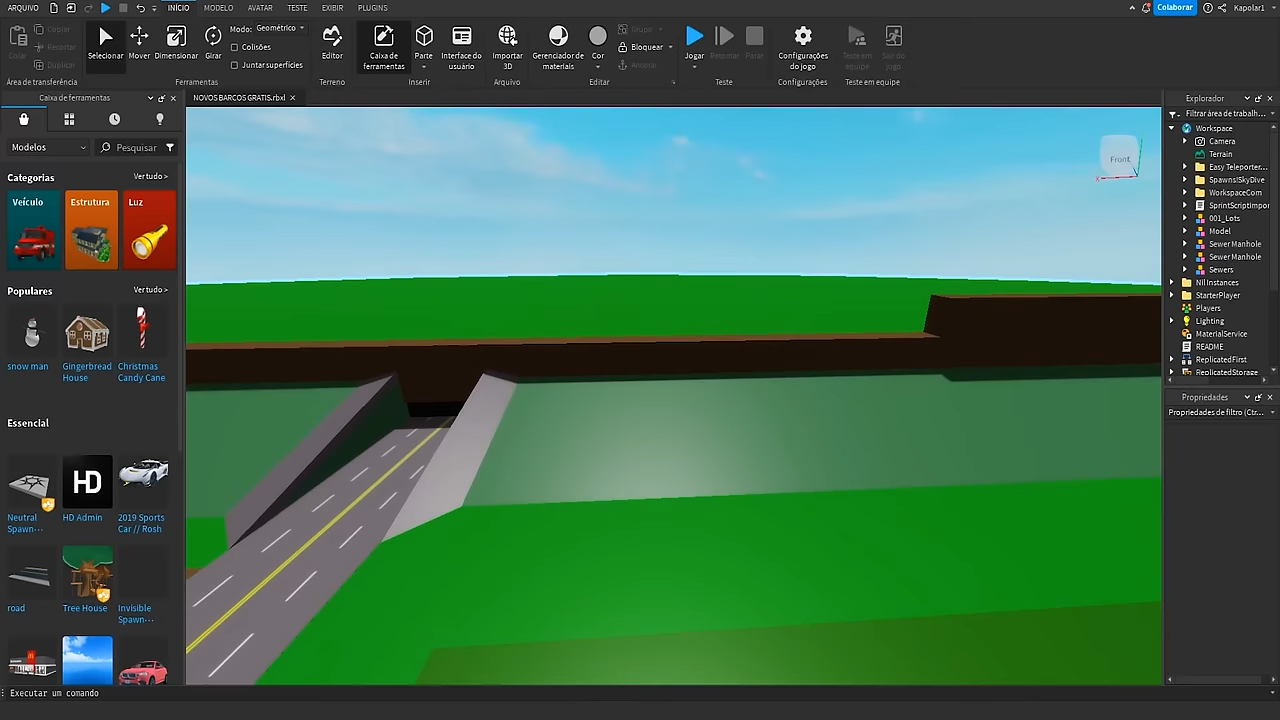 ARQUIVO
INÍCIO
MODELO
AVATAR
TESTE
EXIBIR
PLUGINS
Colaborar
Kapolar1
Colar
Copiar
Recortar
Duplicar
Área de transferência
Selecionar
Mover
Dimensionar
Girar
Modo: Geométrico
Colisões
Juntar superfícies
Ferramentas
Editor
Terreno
Caixa de ferramentas
Parte
Interface do usuário
Inserir
Importar 3D
Arquivo
Gerenciador de materiais
Cor
Grupo
Bloquear
Ancorar
Editar
Jogar
Retomar
Parar
Teste
Configurações do jogo
Configurações
Teste em equipe
Sair do jogo
Teste em equipe
Caixa de ferramentas
NOVOS BARCOS GRATIS.rbxl
Modelos
Pesquisar
Categorias
Ver tudo >
Veículo
Estrutura
Luz
Populares
Ver tudo >
snow man
Gingerbread House
Christmas Candy Cane
Essencial
Neutral Spawn...
HD
HD Admin
2019 Sports Car // Rosh
road
Tree House
Invisible Spawn...
Front
X
Explorador
Filtrar área de trabalh...
Workspace
Camera
Terrain
Easy Teleporter...
Spawns!SkyDive
WorkspaceCom
SprintScriptImpor
001_Lots
Model
Sewer Manhole
Sewer Manhole
Sewers
NilInstances
StarterPlayer
Players
Lighting
MaterialService
README
ReplicatedFirst
ReplicatedStorage
Propriedades
Propriedades de filtro (Ctr...
Executar um comando